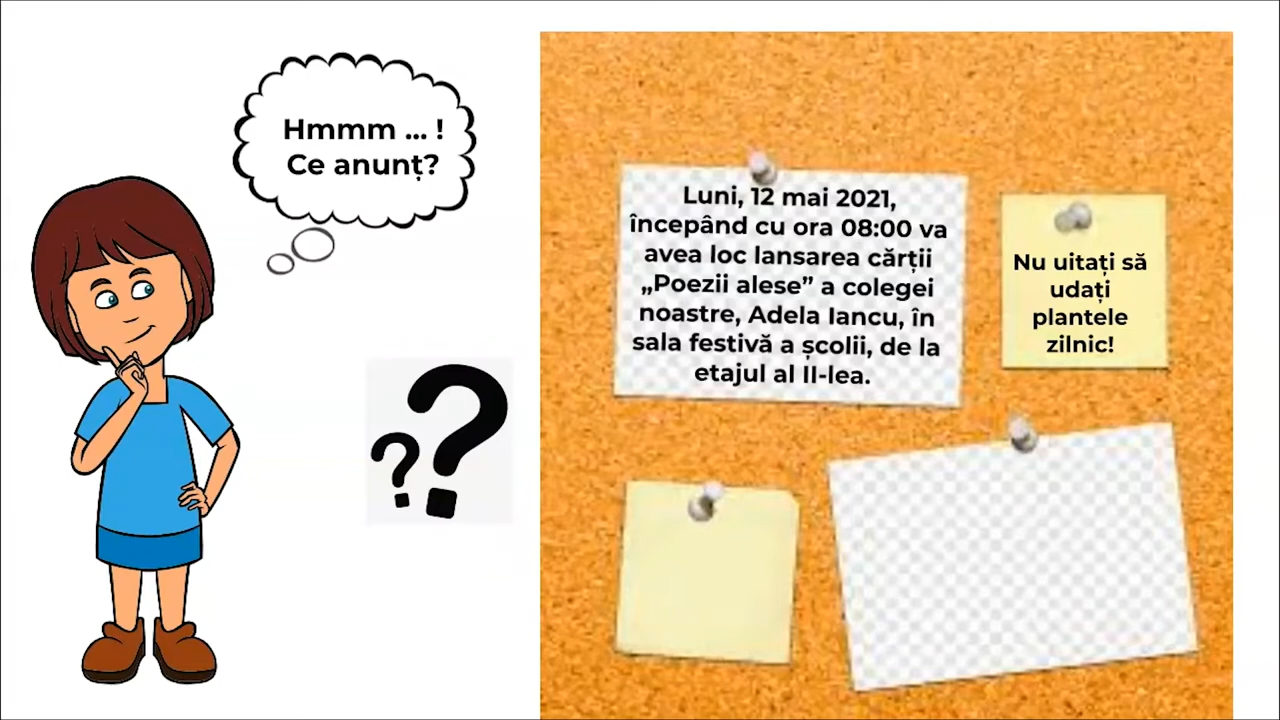 Hmmm ... !
Ce anunț?
Luni, 12 mai 2021,
începând cu ora 08:00 va
avea loc lansarea cărții
„Poezii alese” a colegei
noastre, Adela Iancu, în
sala festivă a școlii, de la
etajul al II-lea.
Nu uitați să
udați
plantele
zilnic!
??